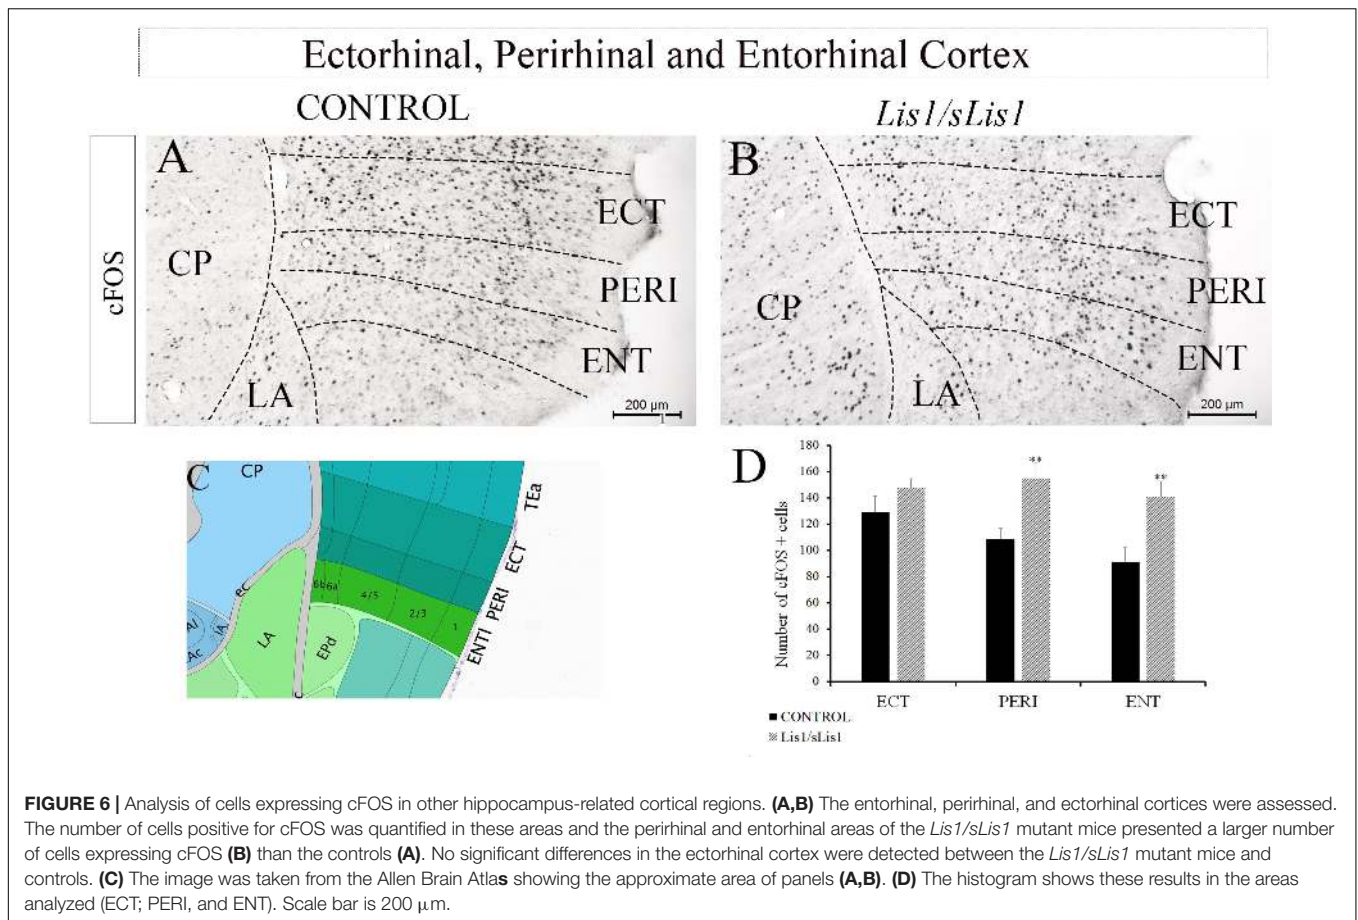 Ectorhinal, Perirhinal and Entorhinal Cortex
CONTROL
Lis1/sLis1
cFOS
A
ECT
CP
PERI
ENT
LA
200 µm
B
ECT
PERI
CP
ENT
LA
200 µm
C
CP
TEa
ECT
PERI
ENTl
6b
6a
4/5
2/3
1
ec
LA
EPd
IA
D
180
160
140
120
100
80
60
40
20
0
Number of cFOS + cells
**
**
ECT
PERI
ENT
CONTROL
Lis1/sLis1
FIGURE 6 | Analysis of cells expressing cFOS in other hippocampus-related cortical regions. (A,B) The entorhinal, perirhinal, and ectorhinal cortices were assessed.
The number of cells positive for cFOS was quantified in these areas and the perirhinal and entorhinal areas of the Lis1/sLis1 mutant mice presented a larger number
of cells expressing cFOS (B) than the controls (A). No significant differences in the ectorhinal cortex were detected between the Lis1/sLis1 mutant mice and
controls. (C) The image was taken from the Allen Brain Atlas showing the approximate area of panels (A,B). (D) The histogram shows these results in the areas
analyzed (ECT; PERI, and ENT). Scale bar is 200 µm.